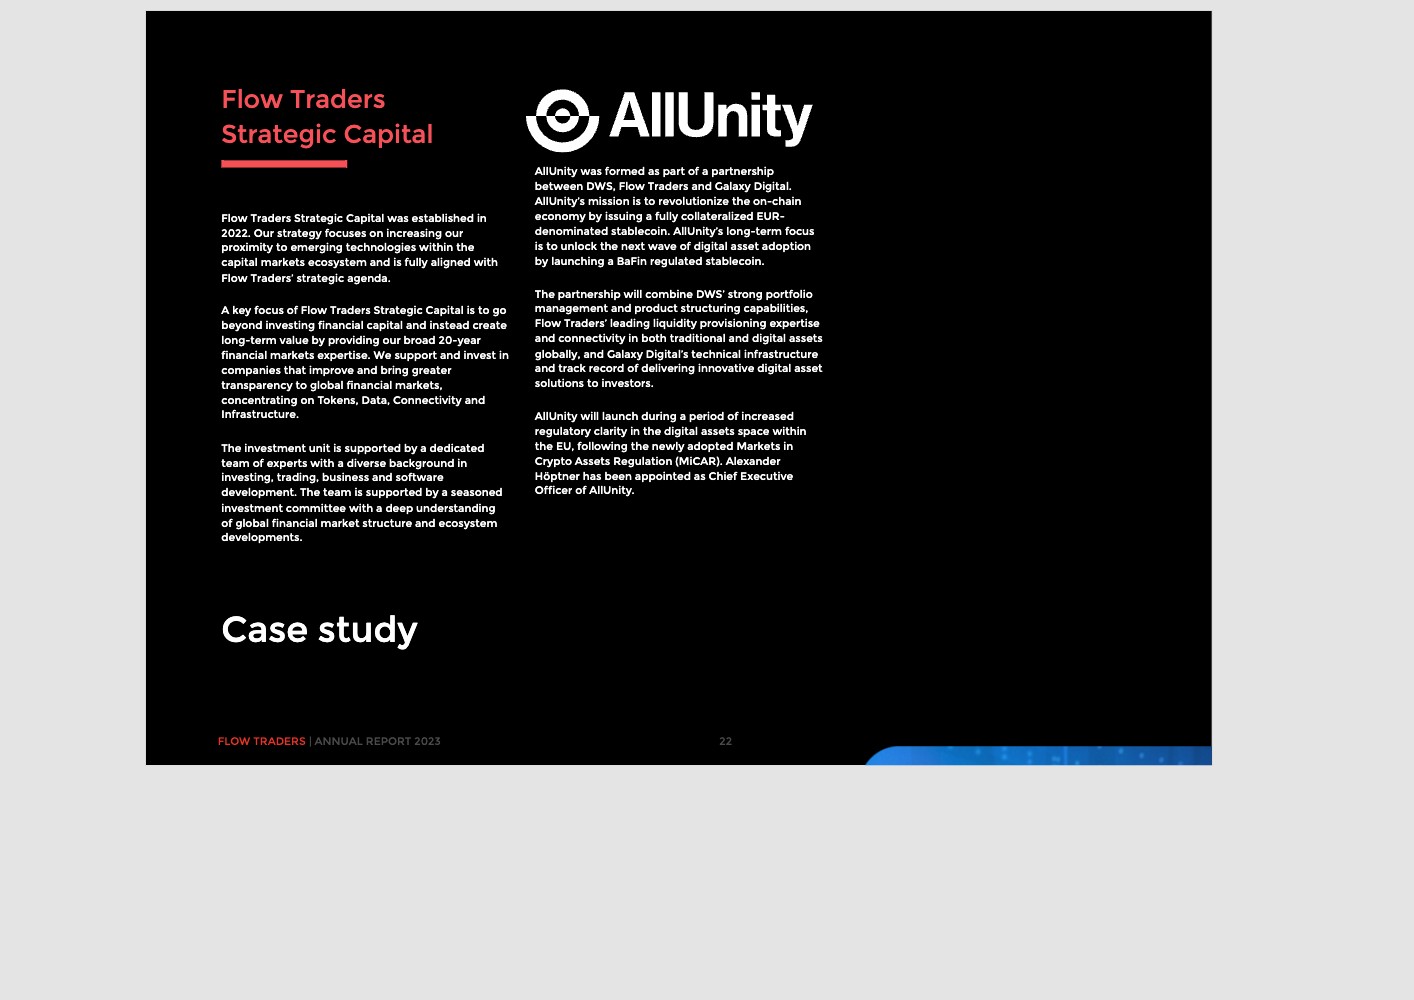 Flow Traders
Strategic Capital
Flow Traders Strategic Capital was established in
2022. Our strategy focuses on increasing our
proximity to emerging technologies within the
capital markets ecosystem and is fully aligned with
Flow Traders’ strategic agenda.
A key focus of Flow Traders Strategic Capital is to go
beyond investing financial capital and instead create
long-term value by providing our broad 20-year
financial markets expertise. We support and invest in
companies that improve and bring greater
transparency to global financial markets,
concentrating on Tokens, Data, Connectivity and
Infrastructure.
The investment unit is supported by a dedicated
team of experts with a diverse background in
investing, trading, business and software
development. The team is supported by a seasoned
investment committee with a deep understanding
of global financial market structure and ecosystem
developments.
Case study
AllUnity
AllUnity was formed as part of a partnership
between DWS, Flow Traders and Galaxy Digital.
AllUnity’s mission is to revolutionize the on-chain
economy by issuing a fully collateralized EUR-
denominated stablecoin. AllUnity’s long-term focus
is to unlock the next wave of digital asset adoption
by launching a BaFin regulated stablecoin.
The partnership will combine DWS’ strong portfolio
management and product structuring capabilities,
Flow Traders’ leading liquidity provisioning expertise
and connectivity in both traditional and digital assets
globally, and Galaxy Digital’s technical infrastructure
and track record of delivering innovative digital asset
solutions to investors.
AllUnity will launch during a period of increased
regulatory clarity in the digital assets space within
the EU, following the newly adopted Markets in
Crypto Assets Regulation (MiCAR). Alexander
Höptner has been appointed as Chief Executive
Officer of AllUnity.
FLOW TRADERS | ANNUAL REPORT 2023
22